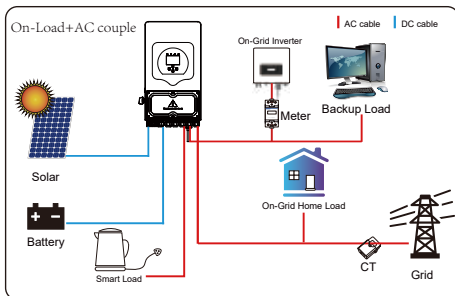 On-Load+AC couple
AC cable
DC cable
On-Grid Inverter
Meter
Backup Load
Solar
On-Grid Home Load
Battery
Smart Load
CT
Grid